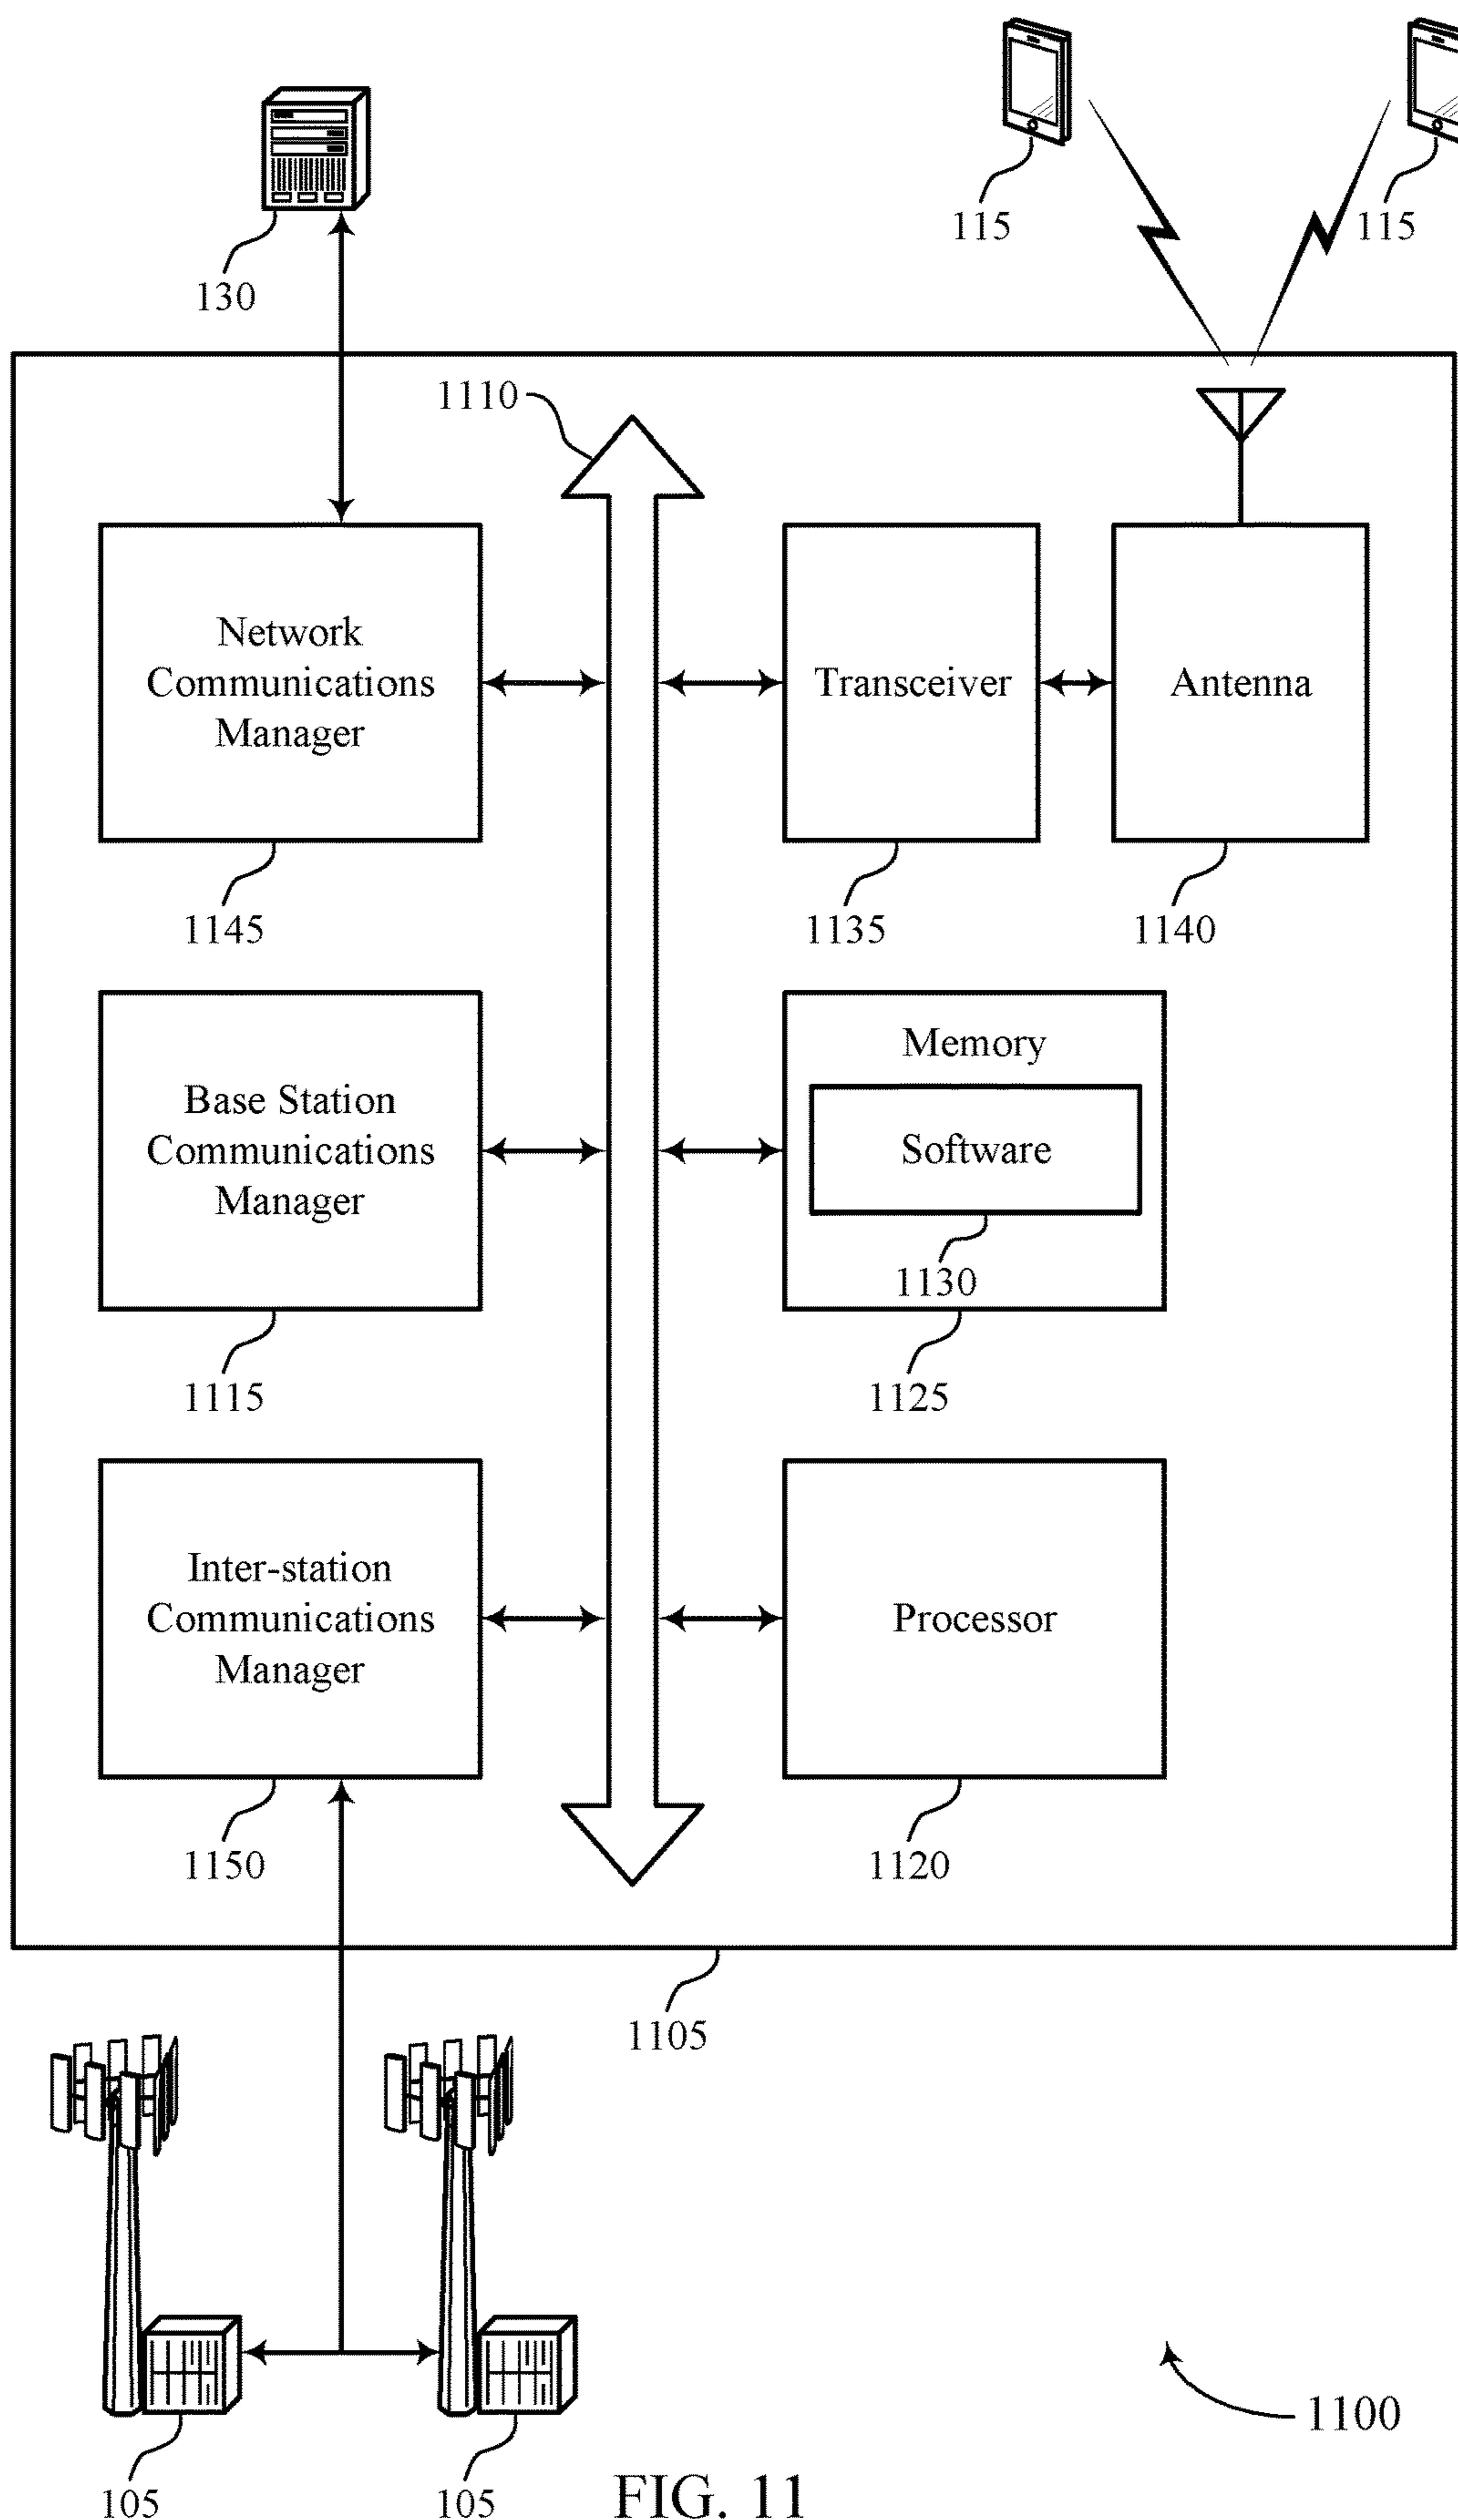 115
115
130
1110
Network
Communications
Manager
Transceiver
Antenna
1145
1135
1140
Base Station
Communications
Manager
Memory
Software
1130
1115
1125
Inter-station
Communications
Manager
Processor
1150
1120
1105
1100
105
105
FIG. 11